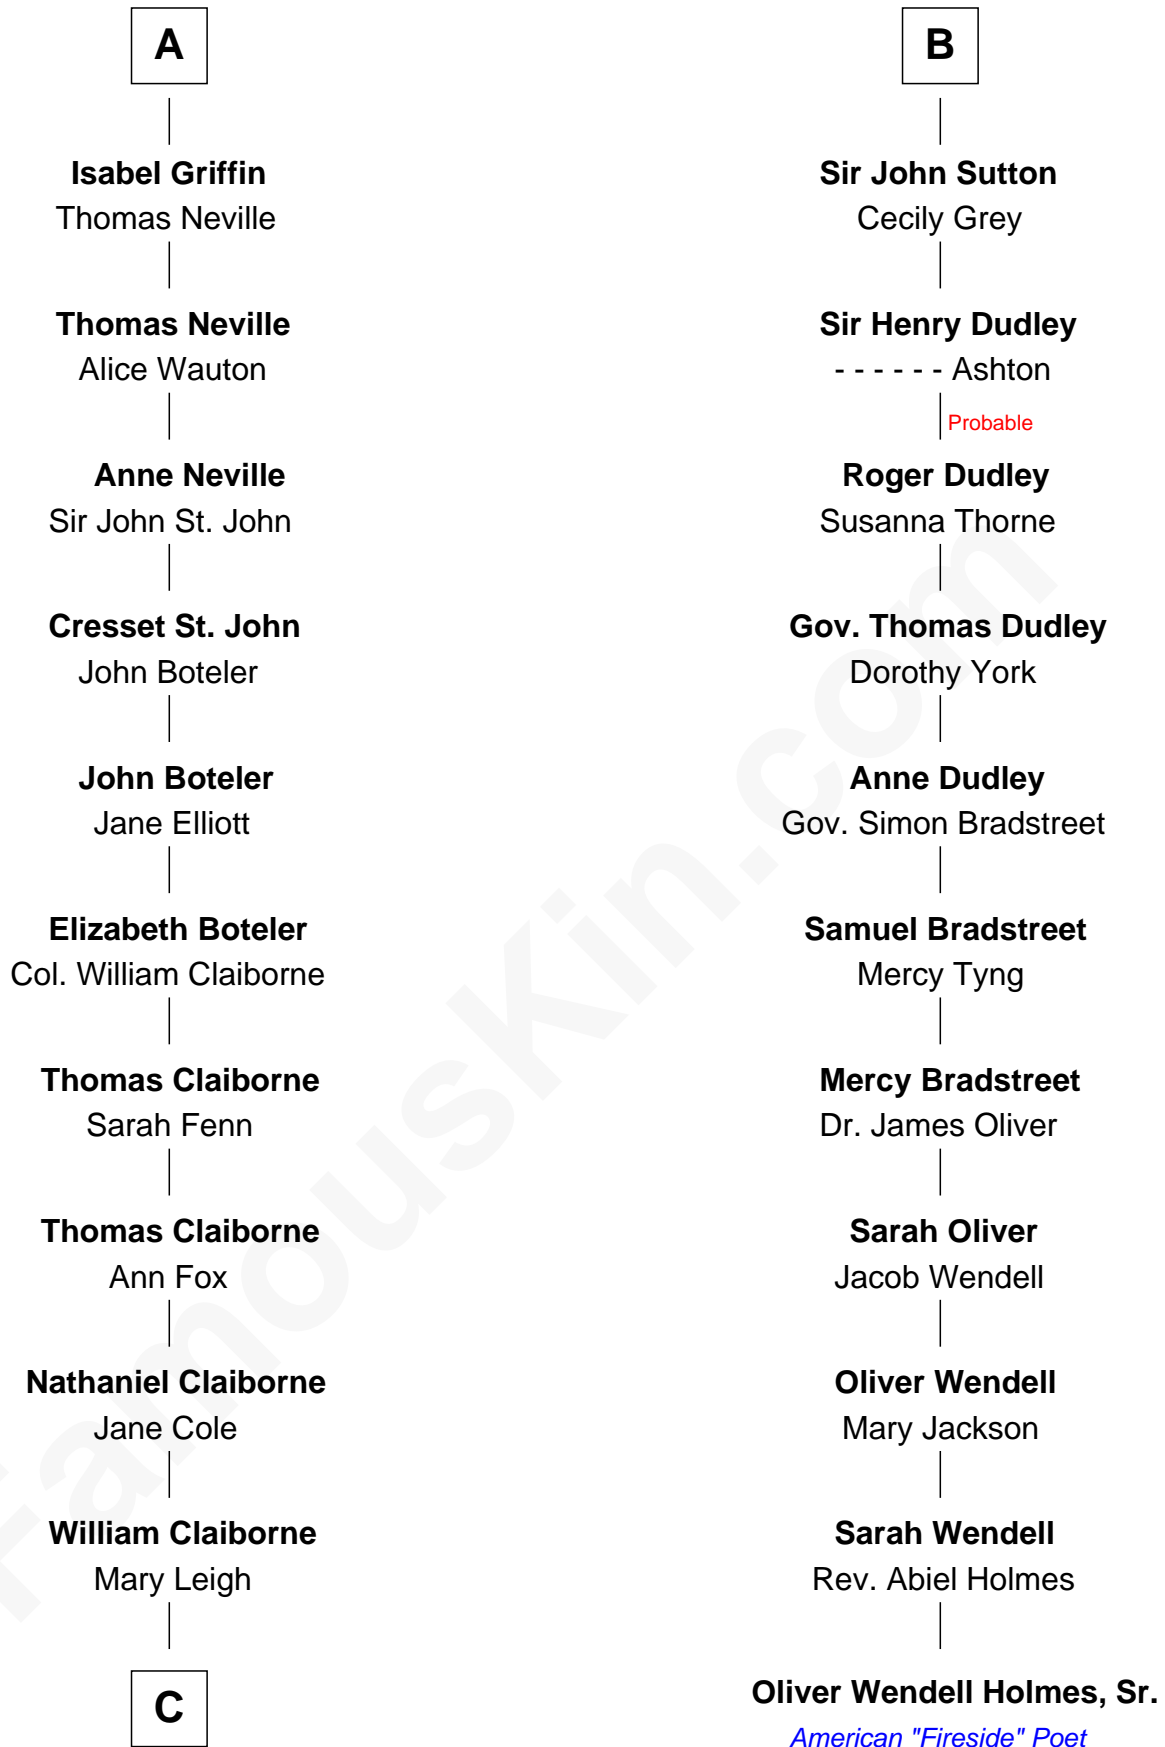 A
Isabel Griffin
Thomas Neville
Thomas Neville
Alice Wauton
Anne Neville
Sir John St. John
Cresset St. John
John Boteler
John Boteler
Jane Elliott
Elizabeth Boteler
Col. William Claiborne
Thomas Claiborne
Sarah Fenn
Thomas Claiborne
Ann Fox
Nathaniel Claiborne
Jane Cole
William Claiborne
Mary Leigh
C
B
Sir John Sutton
Cecily Grey
Sir Henry Dudley
- - - - - - Ashton
Probable
Roger Dudley
Susanna Thorne
Gov. Thomas Dudley
Dorothy York
Anne Dudley
Gov. Simon Bradstreet
Samuel Bradstreet
Mercy Tyng
Mercy Bradstreet
Dr. James Oliver
Sarah Oliver
Jacob Wendell
Oliver Wendell
Mary Jackson
Sarah Wendell
Rev. Abiel Holmes
Oliver Wendell Holmes, Sr.
American "Fireside" Poet
FamousKin.com